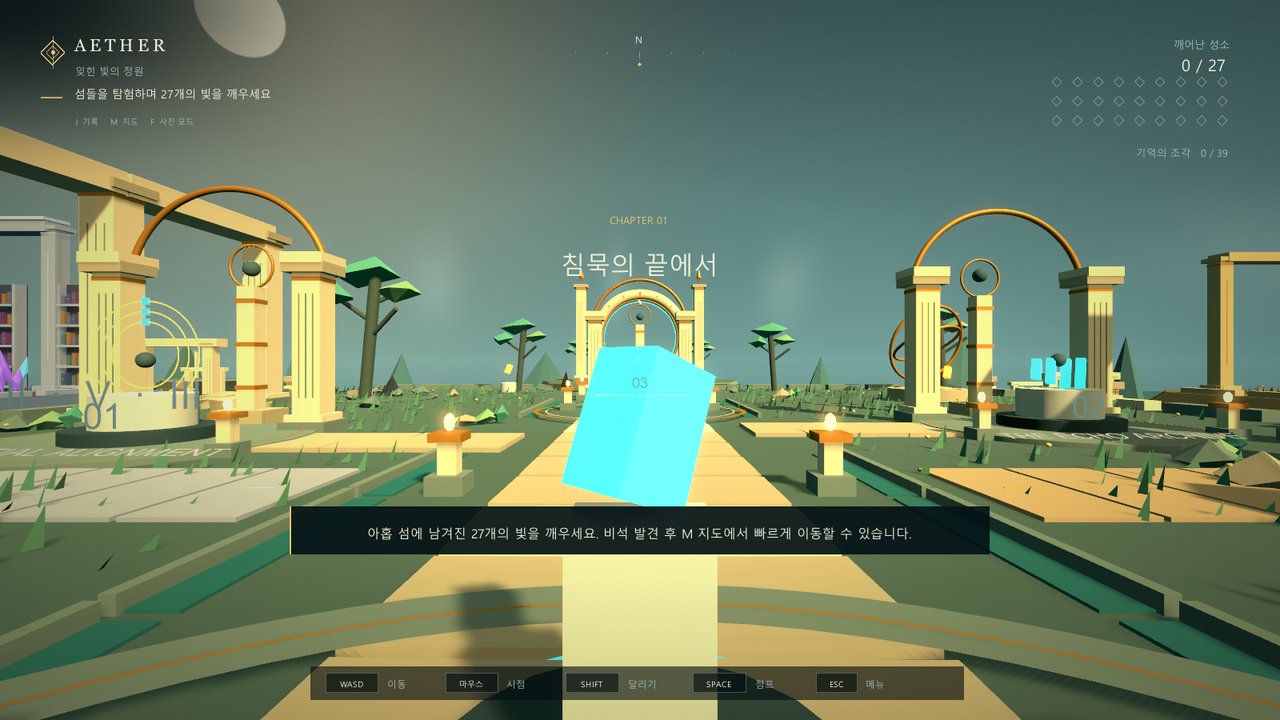 AETHER
잊힌 빛의 정원
섬들을 탐험하며 27개의 빛을 깨우세요
J 기록 M 지도 F 사진 모드
N
깨어난 성소
0 / 27
기억의 조각 0 / 39
CHAPTER 01
침묵의 끝에서
03
01
02
아홉 섬에 남겨진 27개의 빛을 깨우세요. 비석 발견 후 M 지도에서 빠르게 이동할 수 있습니다.
WASD 이동 마우스 시점 SHIFT 달리기 SPACE 점프 ESC 메뉴